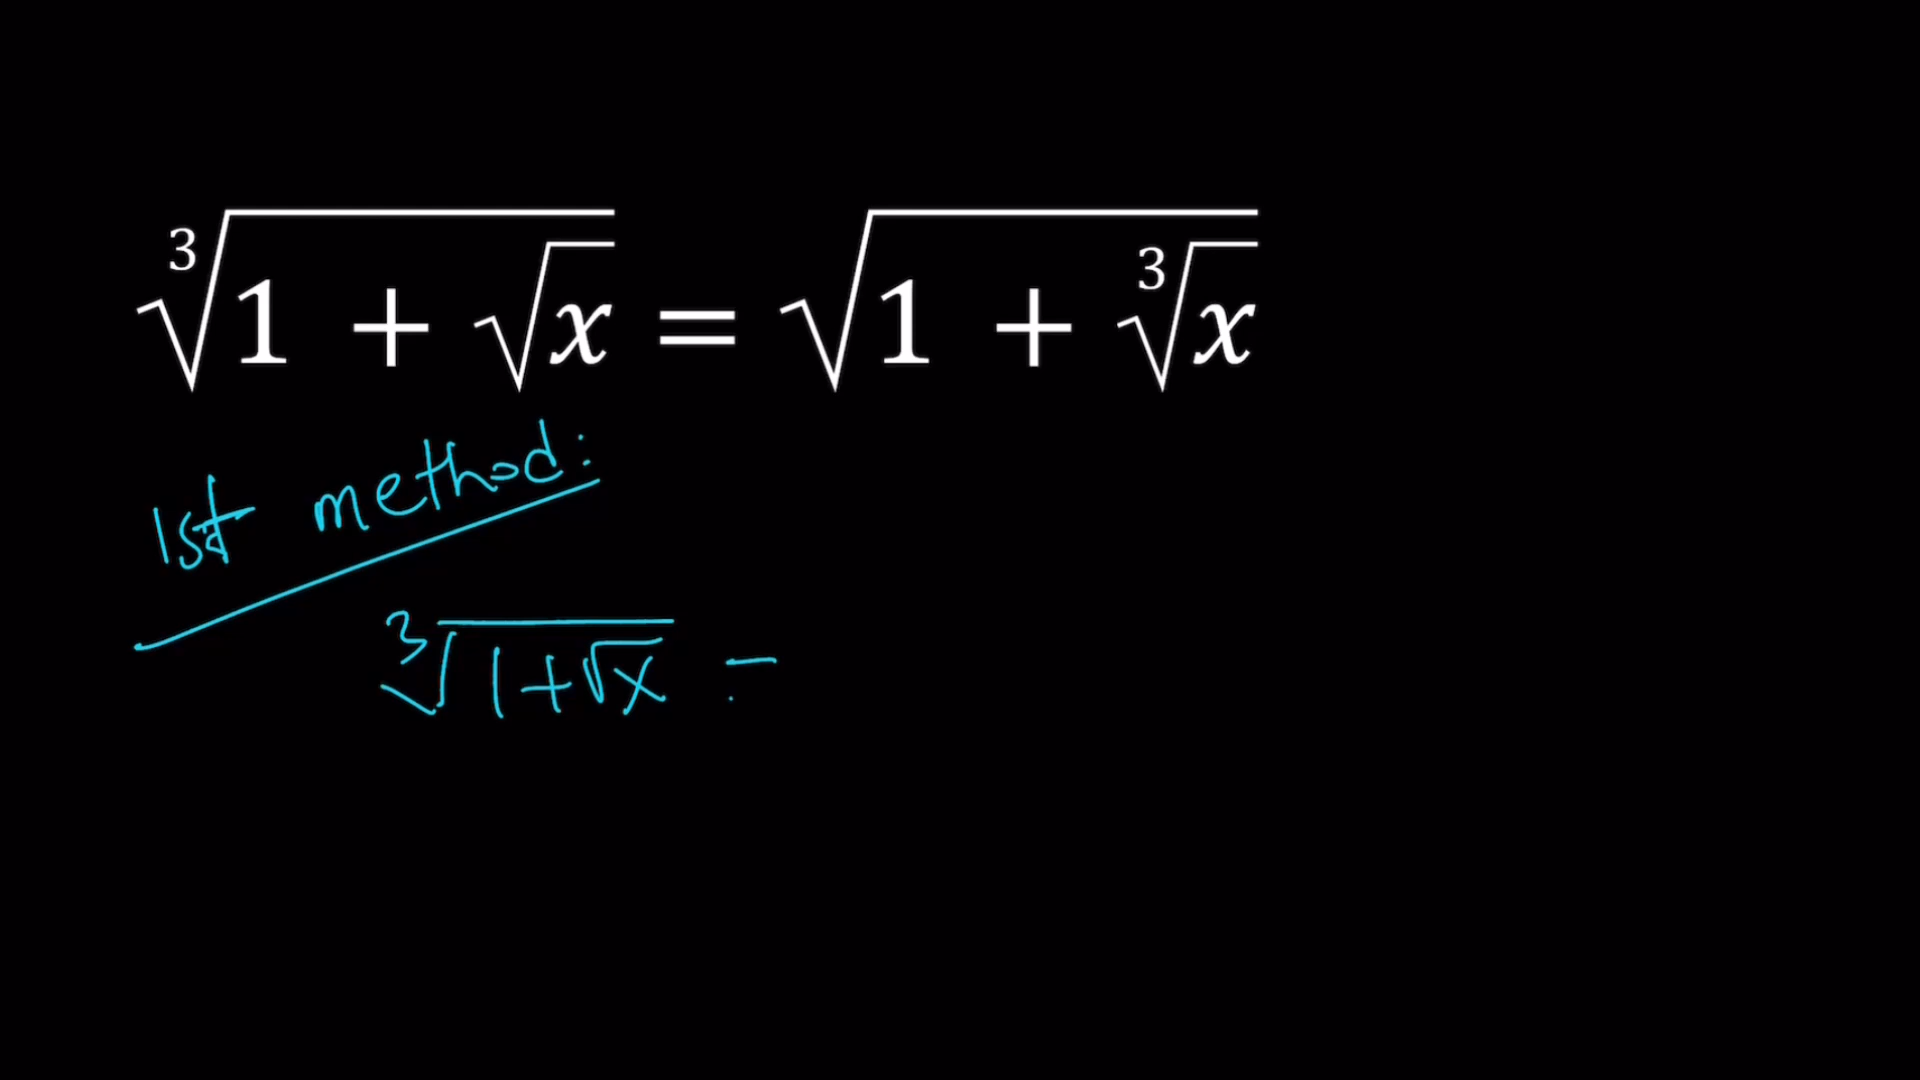 ∛(1 + √x) = √(1 + ∛x)
1st method:
∛(1+√x) =